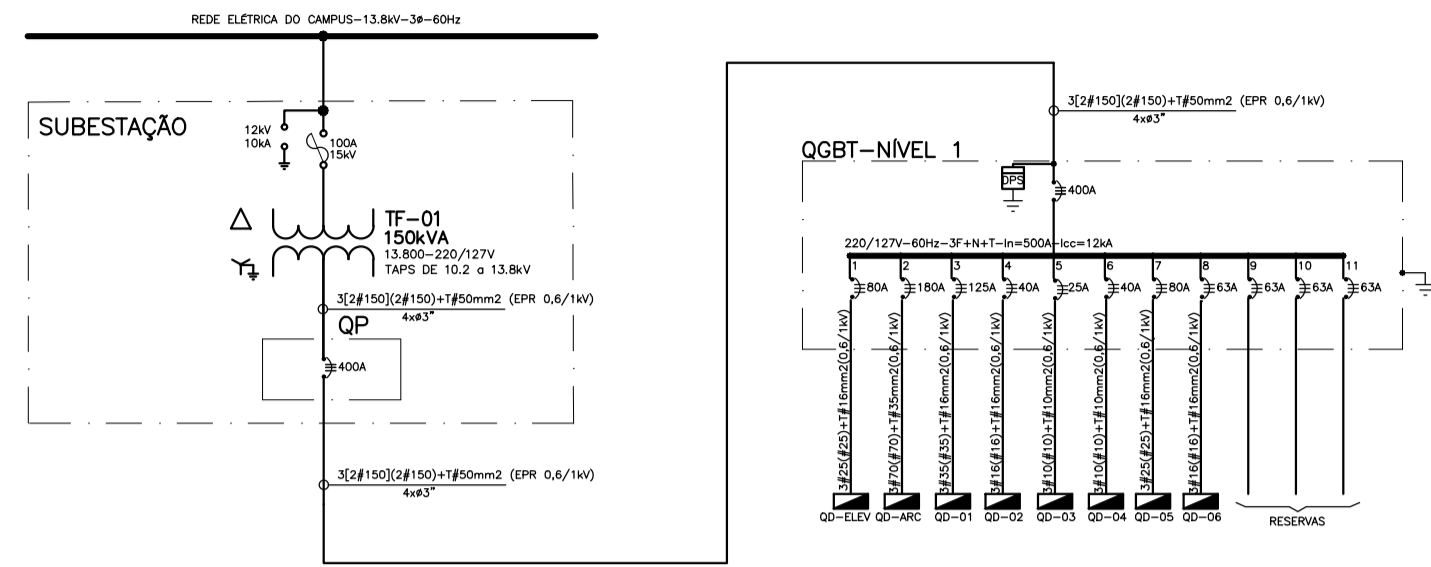 REDE ELÉTRICA DO CAMPUS-13.8kV-3ø-60Hz
SUBESTAÇÃO
12kV
10kA
100A
15kV
TF-01
150kVA
13.800-220/127V
TAPS DE 10.2 a 13.8kV
3[2#150](2#150)+T#50mm2 (EPR 0,6/1kV)
4xø3"
QP
400A
3[2#150](2#150)+T#50mm2 (EPR 0,6/1kV)
4xø3"
3[2#150](2#150)+T#50mm2 (EPR 0,6/1kV)
4xø3"
QGBT-NÍVEL 1
DPS
400A
220/127V-60Hz-3F+N+T-In=500A-Icc=12kA
1 2 3 4 5 6 7 8 9 10 11
80A 180A 125A 40A 25A 40A 80A 63A 63A 63A 63A
3#25(#25)+T#16mm2(0,6/1kV)
3#70(#70)+T#35mm2(0,6/1kV)
3#35(#35)+T#16mm2(0,6/1kV)
3#16(#16)+T#16mm2(0,6/1kV)
3#10(#10)+T#10mm2(0,6/1kV)
3#10(#10)+T#10mm2(0,6/1kV)
3#25(#25)+T#16mm2(0,6/1kV)
3#16(#16)+T#16mm2(0,6/1kV)
QD-ELEV QD-ARC QD-01 QD-02 QD-03 QD-04 QD-05 QD-06
RESERVAS